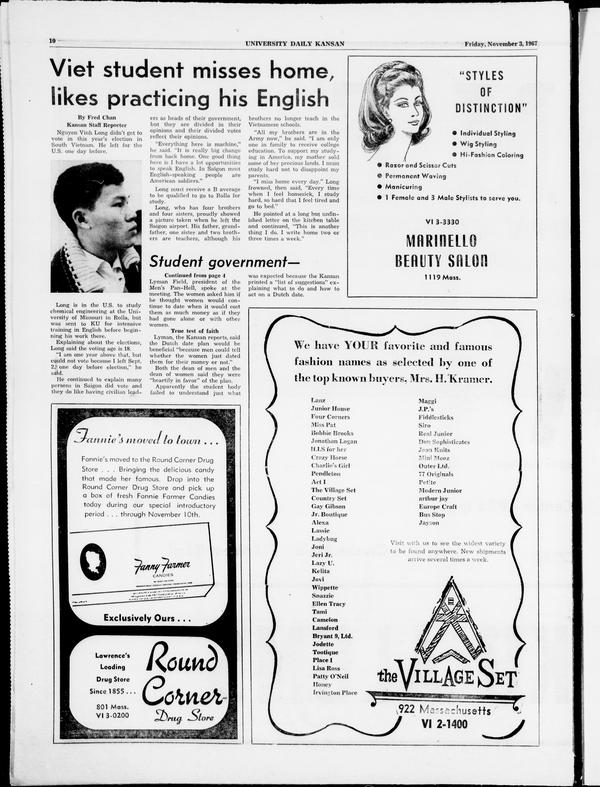 10
UNIVERSITY DAILY KANSAN
Friday, November 3, 1967
Viet student misses home,
likes practicing his English
By Fred Chan
Kansan Staff Reporter
Nguyen Vinh Long didn't get to
vote in this year's election in
South Vietnam. He left for the
U.S. one day before.
Long is in the U.S. to study
chemical engineering at the Uni-
versity of Missouri in Rolla, but
was sent to KU for intensive
training in English before begin-
ning his work there.
Explaining about the elections,
Long said the voting age is 18.
"I am one year above that, but
could not vote because I left Sept.
2, one day before election," he
said.
He continued to explain many
persons in Saigon did vote and
they do like having civilian lead-
ers as heads of their government,
but they are divided in their
opinions and their divided votes
reflect their opinions.
"Everything here is machine,"
he said. "It is really big change
from back home. One good thing
here is I have a lot opportunities
to speak English. In Saigon most
English-speaking people are
American soldiers."
Long must receive a B average
to be qualified to go to Rolla for
study.
Long, who has four brothers
and four sisters, proudly showed
a picture taken when he left the
Saigon airport. His father, grand-
father, one sister and two broth-
ers are teachers, although his
brothers no longer teach in the
Vietnamese schools.
"All my brothers are in the
Army now," he said. "I am only
one in family to receive college
education. To support my study-
ing in America, my mother sold
some of her precious lands. I must
study hard not to disappoint my
parents.
"I miss home every day." Long
frowned, then said, "Every time
when I feel homesick, I study
hard, so hard that I feel tired and
go to bed."
He pointed at a long but unfin-
ished letter on the kitchen table
and continued, "This is another
thing I do. I write home two or
three times a week."
Student government—
Continued from page 4
Lyman Field, president of the
Men's Pan-Hell, spoke at the
meeting. The women asked him if
he thought women would con-
tinue to date when it would cost
them as much money as if they
had gone alone or with other
women.
True test of faith
Lyman, the Kansan reports, said
the Dutch date plan would be
beneficial "because men could tell
whether the women just dated
them for their money or not."
Both the dean of men and the
dean of women said they were
"heartily in favor" of the plan.
Apparently the student body
failed to understand just what
was expected because the Kansan
printed a "list of suggestions" ex-
plaining what to do and how to
act on a Dutch date.
"STYLES
OF
DISTINCTION"
● Individual Styling
● Wig Styling
● Hi-Fashion Coloring
● Razor and Scissor Cuts
● Permanent Waving
● Manicuring
● 1 Female and 3 Male Stylists to serve you.
VI 3-3330
MARINELLO
BEAUTY SALON
1119 Mass.
Fannie's moved to town . . .
Fannie's moved to the Round Corner Drug
Store . . . Bringing the delicious candy
that made her famous. Drop into the
Round Corner Drug Store and pick up
a box of fresh Fannie Farmer Candies
today during our special introductory
period . . . through November 10th.
Fanny Farmer
CANDIES
Exclusively Ours . . .
Lawrence's
Leading
Drug Store
Since 1855 . . .
801 Mass.
VI 3-0200
Round
Corner
Drug Store
We have YOUR favorite and famous
fashion names as selected by one of
the top known buyers, Mrs. H. Kramer.
Lanz
Junior House
Four Corners
Miss Pat
Bobbie Brooks
Jonathan Logan
H.I.S for her
Crazy Horse
Charlie's Girl
Pendleton
Act I
The Village Set
Country Set
Gay Gibson
Jr. Boutique
Alexa
Lassie
Ladybug
Joni
Jeri Jr.
Lazy U.
Kelita
Jovi
Wippette
Snazzie
Ellen Tracy
Tami
Camelon
Lansford
Bryant 9, Ltd.
Jodette
Tootique
Place I
Lisa Ross
Patty O'Neil
Honey
Irvington Place
Maggi
J.P.'s
Fiddlesticks
Siro
Real Junior
Don Sophisticates
Joan Knits
Mini Mooz
Outer Ltd.
77 Originals
Petite
Modern Junior
arthur jay
Europe Craft
Bus Stop
Jayson
Visit with us to see the widest variety
to be found anywhere. New shipments
arrive several times a week.
the VILLAGE SET
922 Massachusetts
VI 2-1400